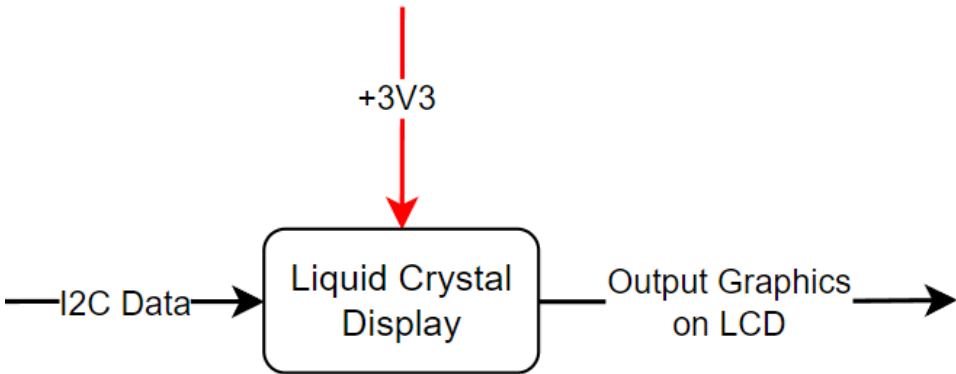 +3V3
I2C Data
Liquid Crystal
Display
Output Graphics
on LCD